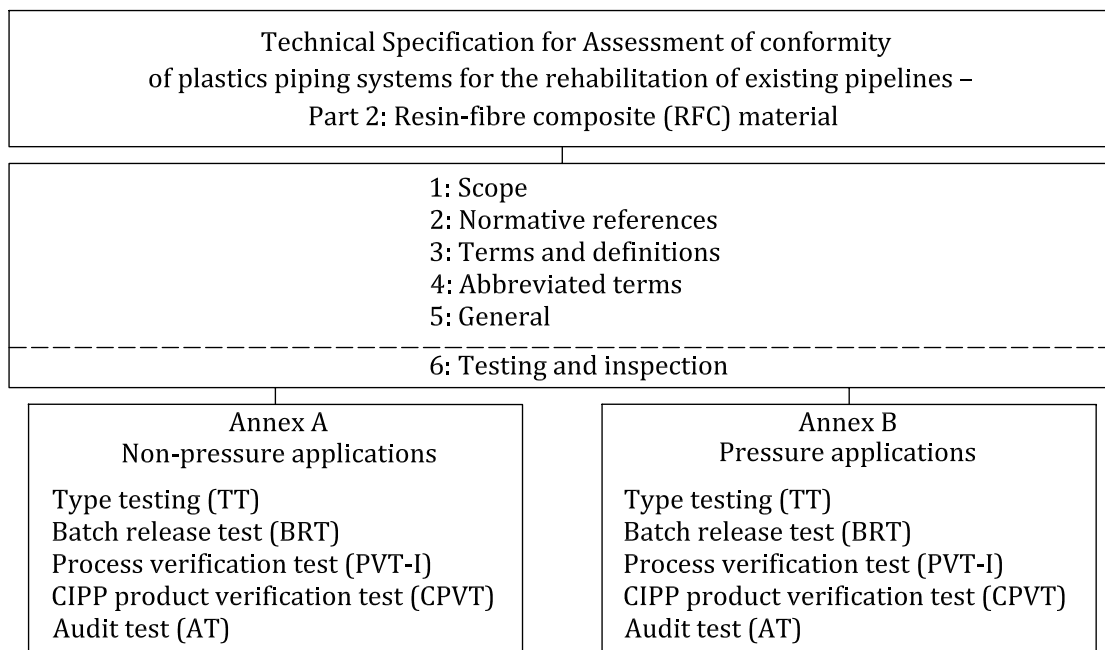 Technical Specification for Assessment of conformity
of plastics piping systems for the rehabilitation of existing pipelines –
Part 2: Resin-fibre composite (RFC) material
1: Scope
2: Normative references
3: Terms and definitions
4: Abbreviated terms
5: General
6: Testing and inspection
Annex A
Non-pressure applications
Type testing (TT)
Batch release test (BRT)
Process verification test (PVT-I)
CIPP product verification test (CPVT)
Audit test (AT)
Annex B
Pressure applications
Type testing (TT)
Batch release test (BRT)
Process verification test (PVT-I)
CIPP product verification test (CPVT)
Audit test (AT)